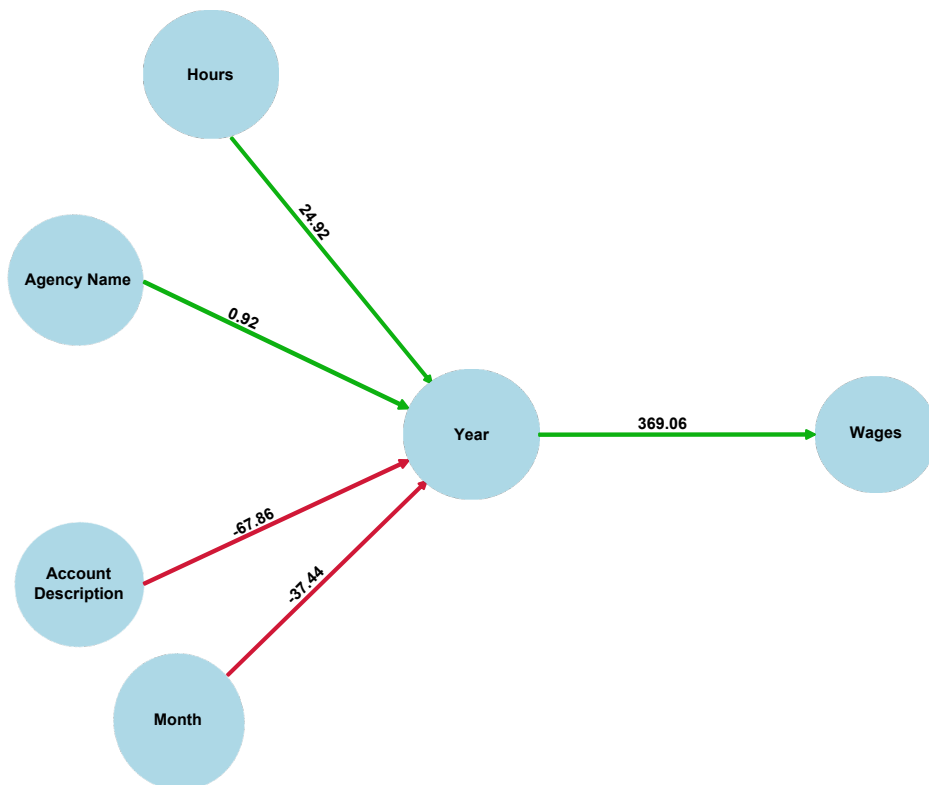 Hours
24.92
Agency Name
0.92
Year
369.06
Wages
-67.86
Account
Description
-37.44
Month